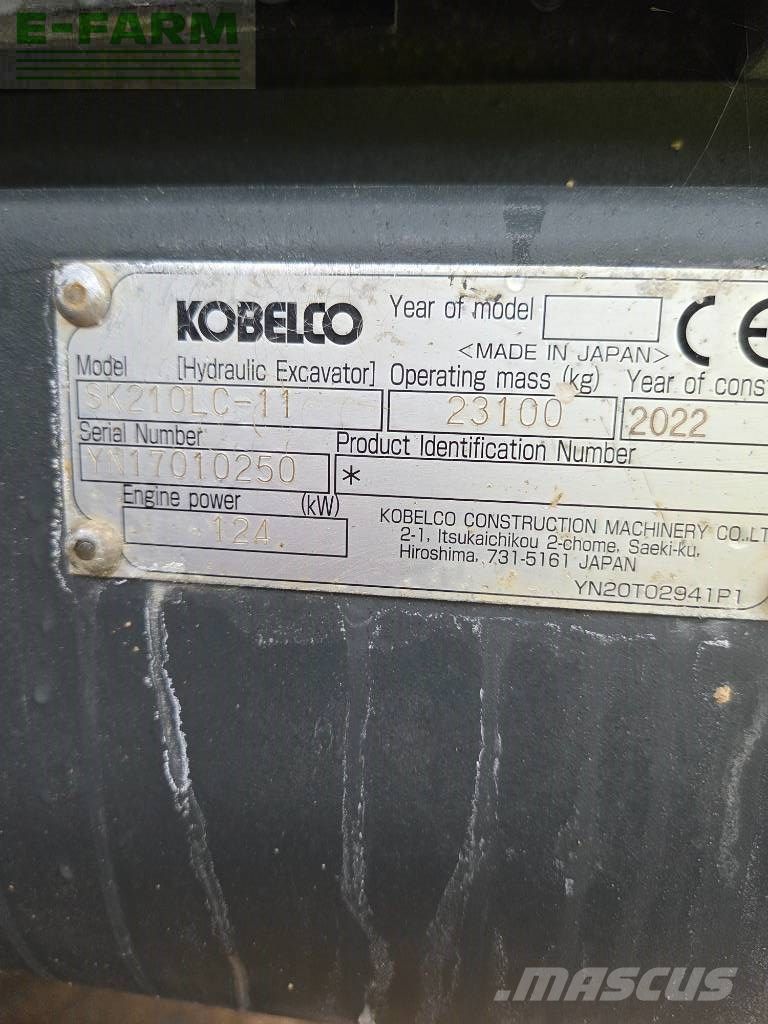 E-FARM
KOBELCO
Year of model
<MADE IN JAPAN>
CE
Model [Hydraulic Excavator]
SK210LC-11
Operating mass (kg)
23100
Year of cons
2022
Serial Number
YN17010250
Product Identification Number
*
Engine power (kW)
124
KOBELCO CONSTRUCTION MACHINERY CO.,LT
2-1, Itsukaichikou 2-chome, Saeki-ku,
Hiroshima, 731-5161 JAPAN
YN20T02941P1
MASCUS